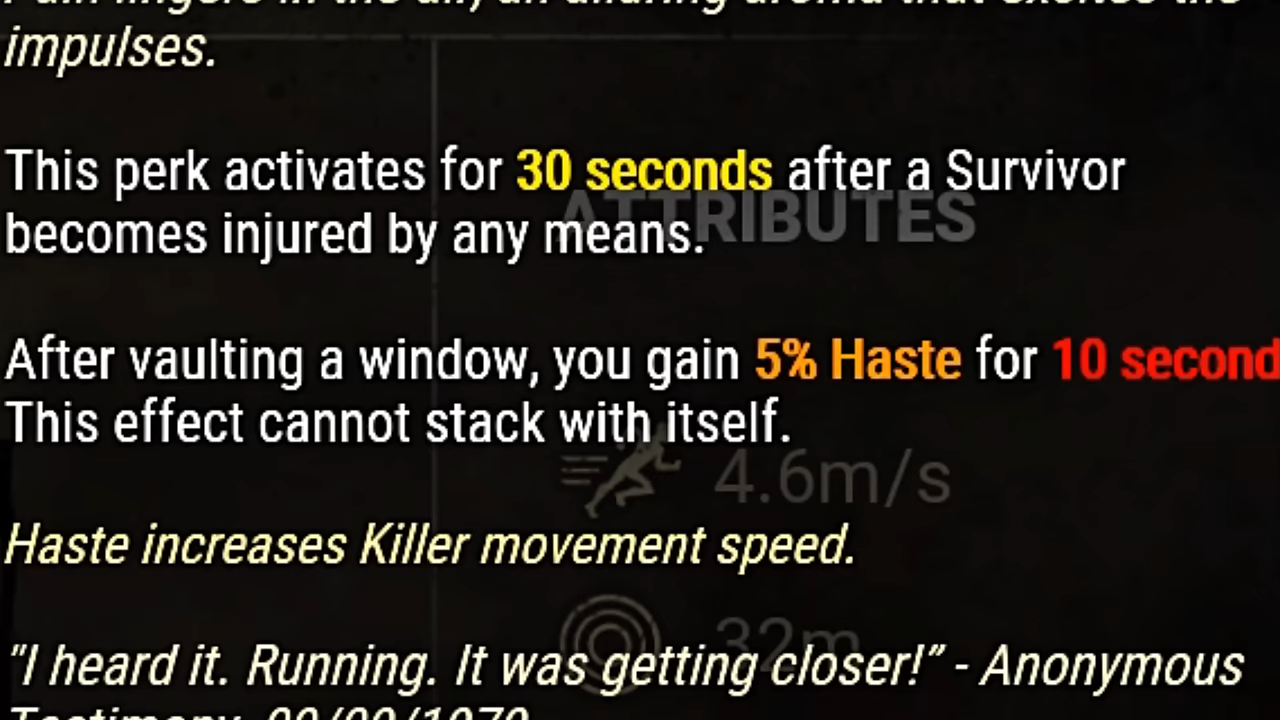 impulses.
This perk activates for 30 seconds after a Survivor
becomes injured by any means.
ATTRIBUTES
After vaulting a window, you gain 5% Haste for 10 second
This effect cannot stack with itself.
4.6m/s
Haste increases Killer movement speed.
32m
"I heard it. Running. It was getting closer!” - Anonymous